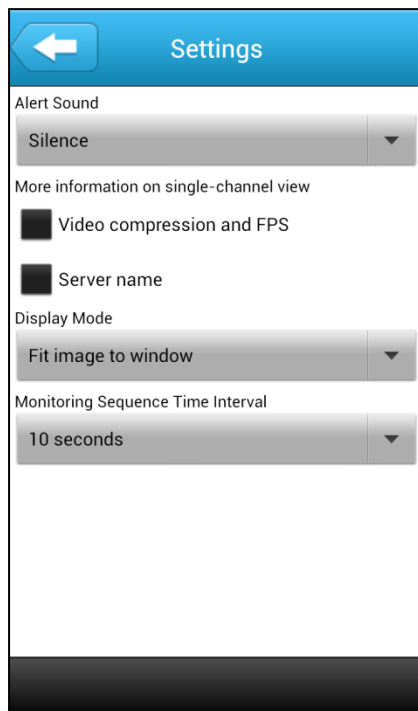 Settings
Alert Sound
Silence
More information on single-channel view
Video compression and FPS
Server name
Display Mode
Fit image to window
Monitoring Sequence Time Interval
10 seconds